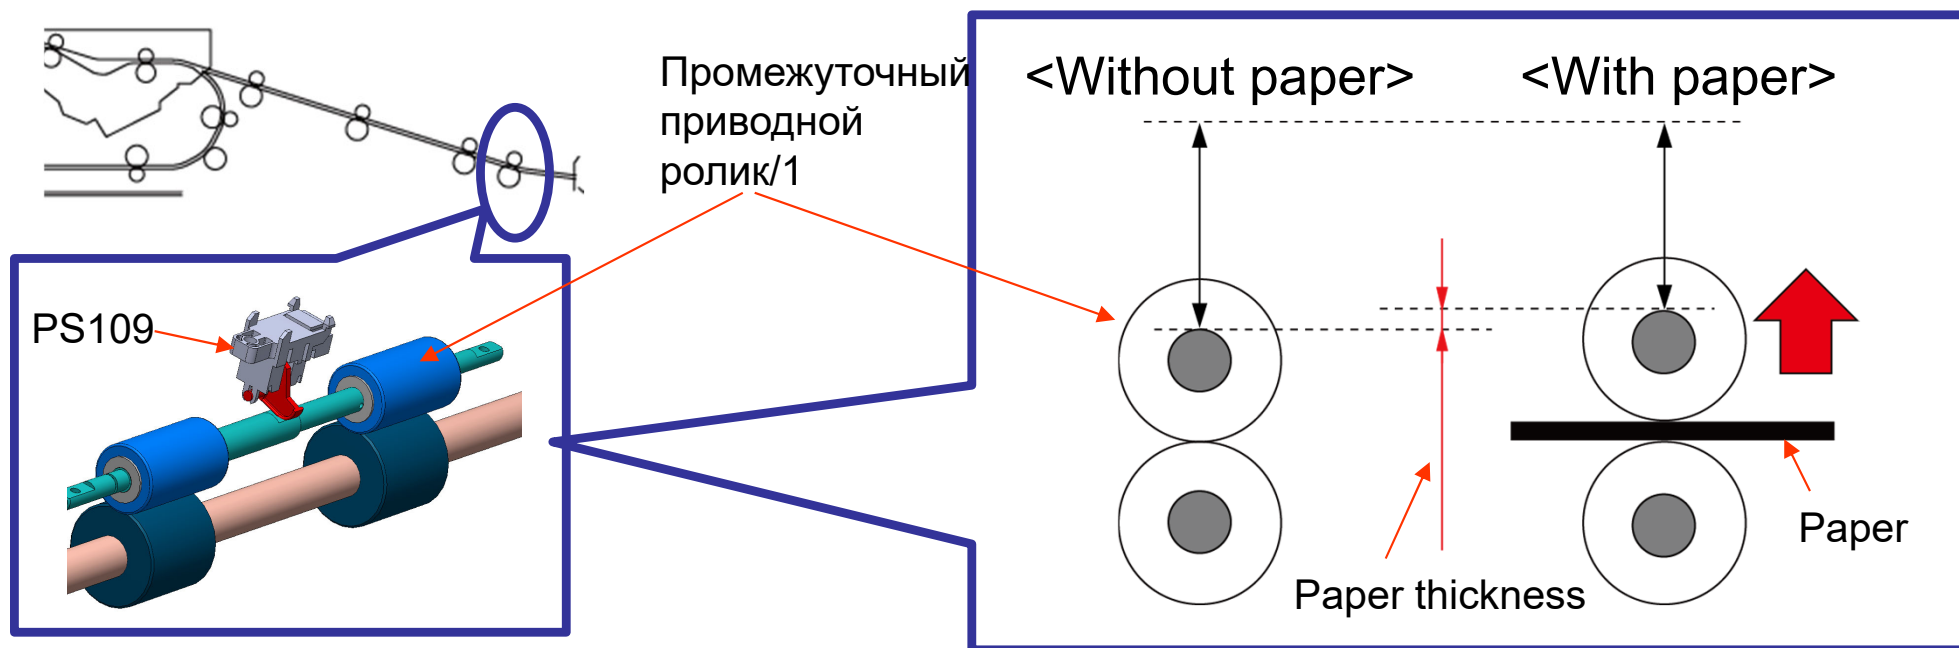 Промежуточный
приводной
ролик/1
<Without paper>
<With paper>
PS109
Paper
Paper thickness